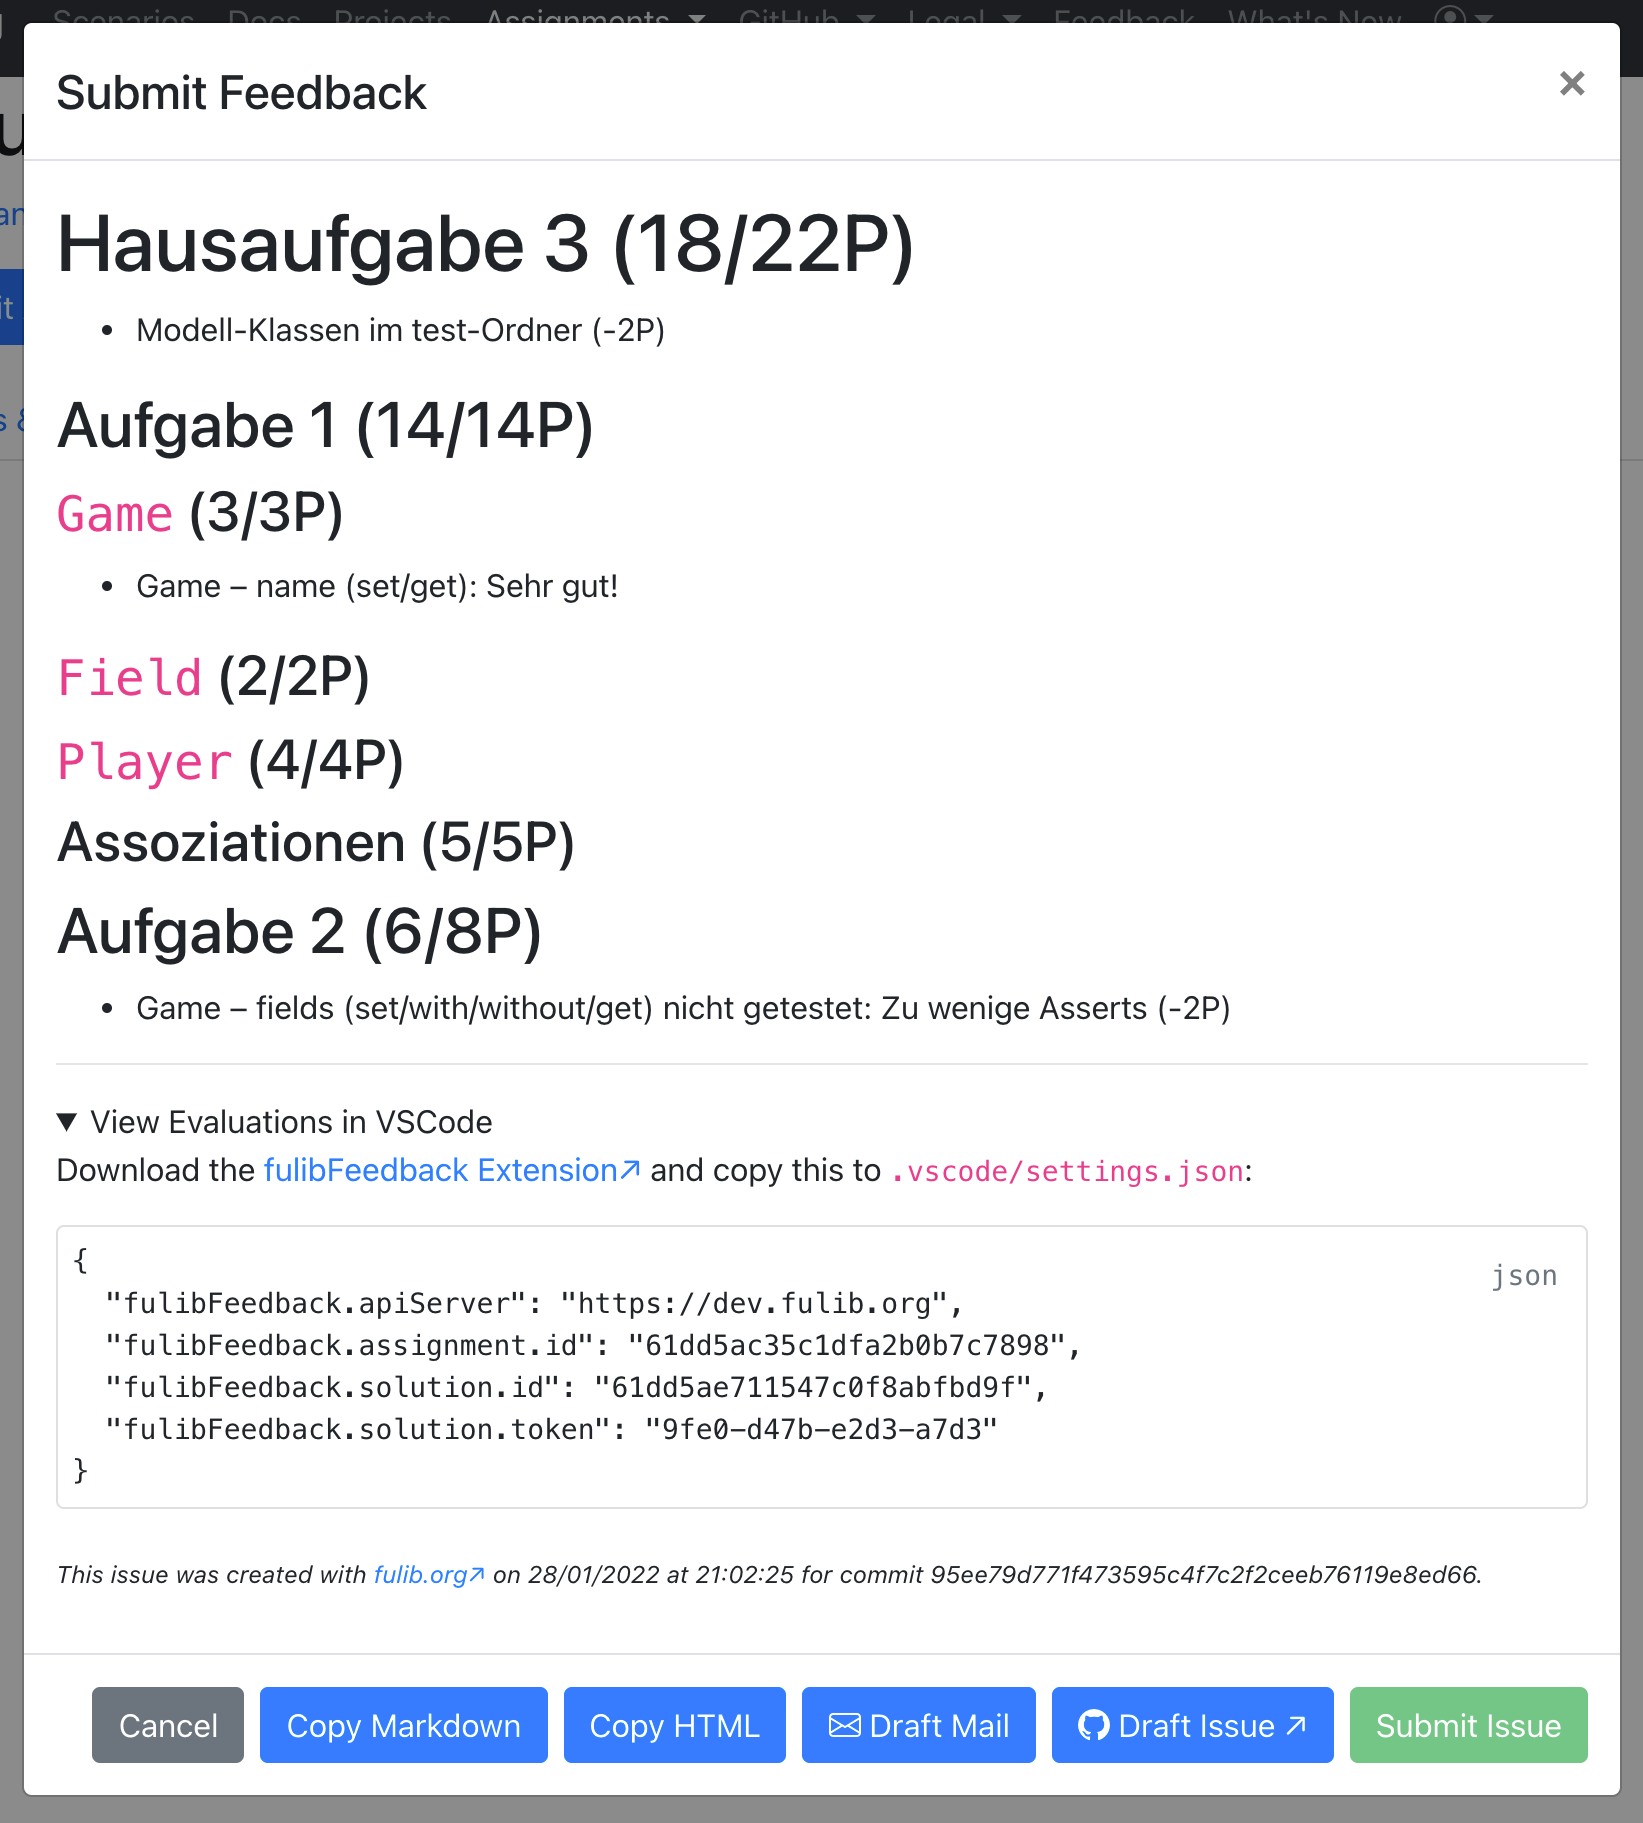 Scenarios Docs Projects Assignments GitHub Legal Feedback What's New
Submit Feedback
×
Hausaufgabe 3 (18/22P)
• Modell-Klassen im test-Ordner (-2P)
Aufgabe 1 (14/14P)
Game (3/3P)
• Game – name (set/get): Sehr gut!
Field (2/2P)
Player (4/4P)
Assoziationen (5/5P)
Aufgabe 2 (6/8P)
• Game – fields (set/with/without/get) nicht getestet: Zu wenige Asserts (-2P)
▼ View Evaluations in VSCode
Download the fulibFeedback Extension↗ and copy this to .vscode/settings.json:
json
{
"fulibFeedback.apiServer": "https://dev.fulib.org",
"fulibFeedback.assignment.id": "61dd5ac35c1dfa2b0b7c7898",
"fulibFeedback.solution.id": "61dd5ae711547c0f8abfbd9f",
"fulibFeedback.solution.token": "9fe0-d47b-e2d3-a7d3"
}
This issue was created with fulib.org↗ on 28/01/2022 at 21:02:25 for commit 95ee79d771f473595c4f7c2f2ceeb76119e8ed66.
Cancel
Copy Markdown
Copy HTML
Draft Mail
Draft Issue ↗
Submit Issue